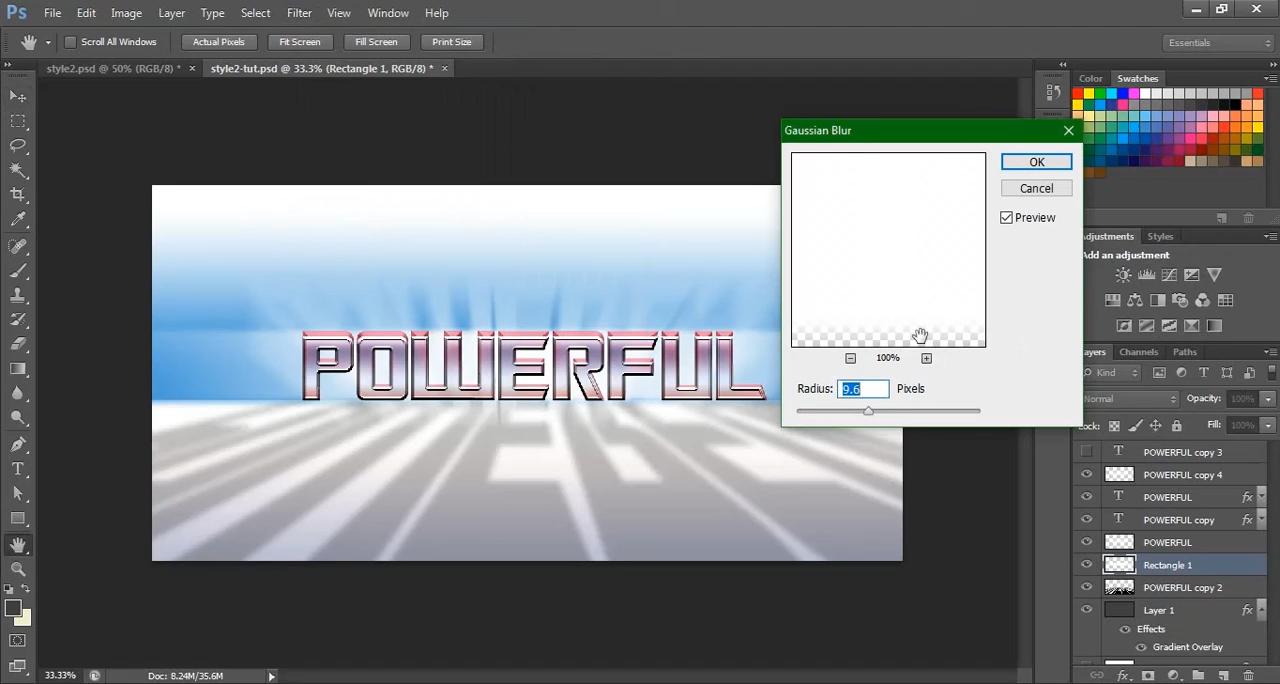 Ps File Edit Image Layer Type Select Filter View Window Help
Scroll All Windows Actual Pixels Fit Screen Fill Screen Print Size Essentials
style2.psd @ 50% (RGB/8) * × style2-tut.psd @ 33.3% (Rectangle 1, RGB/8) * ×
Color Swatches
Gaussian Blur
OK
Cancel
Preview
100%
Radius: 9.6 Pixels
POWERFUL
Adjustments Styles
Add an adjustment
Layers Channels Paths
Kind
Normal Opacity: 100%
Lock: Fill: 100%
T POWERFUL copy 3
POWERFUL copy 4
T POWERFUL fx
T POWERFUL copy fx
POWERFUL
Rectangle 1
POWERFUL copy 2
Layer 1 fx
Effects
Gradient Overlay
33.33% Doc: 8.24M/35.6M